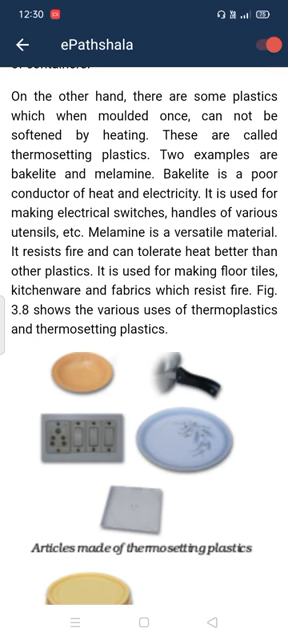 12:30
ePathshala
of containers.
On the other hand, there are some plastics
which when moulded once, can not be
softened by heating. These are called
thermosetting plastics. Two examples are
bakelite and melamine. Bakelite is a poor
conductor of heat and electricity. It is used for
making electrical switches, handles of various
utensils, etc. Melamine is a versatile material.
It resists fire and can tolerate heat better than
other plastics. It is used for making floor tiles,
kitchenware and fabrics which resist fire. Fig.
3.8 shows the various uses of thermoplastics
and thermosetting plastics.
Articles made of thermosetting plastics